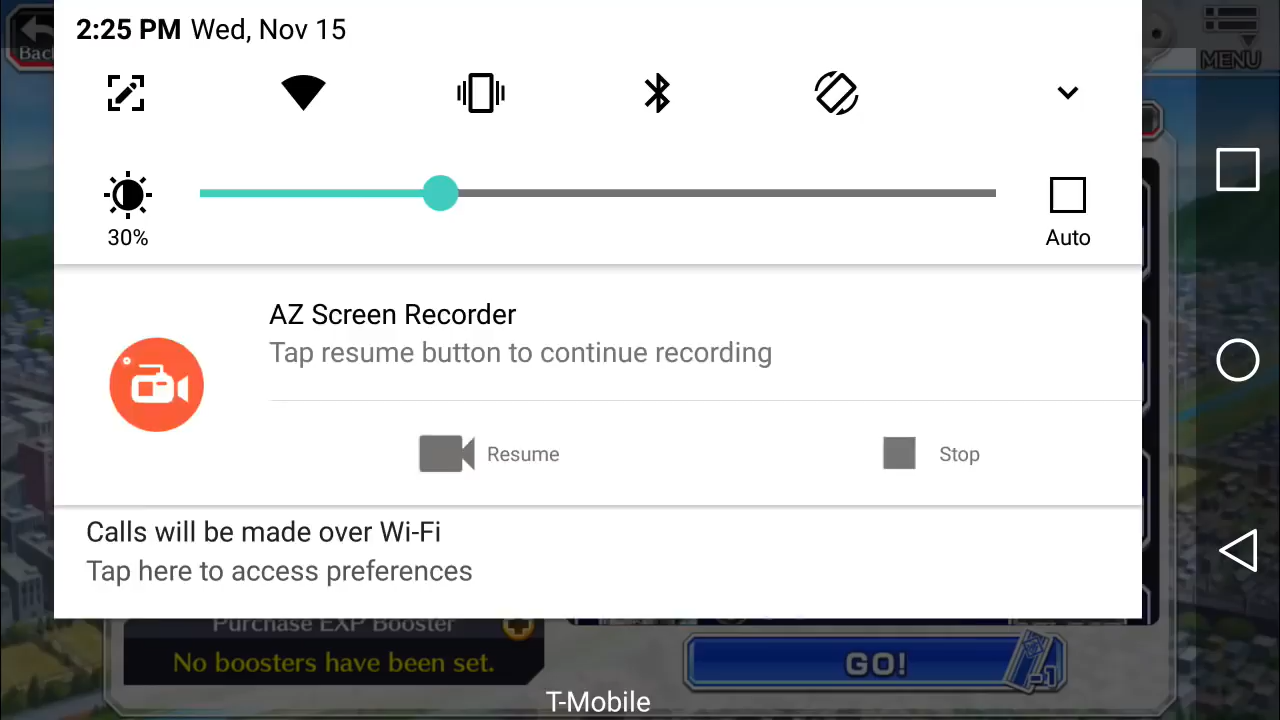 2:25 PM Wed, Nov 15
Back
MENU
30%
Auto
AZ Screen Recorder
Tap resume button to continue recording
Resume
Stop
Calls will be made over Wi-Fi
Tap here to access preferences
Purchase EXP Booster
No boosters have been set.
GO!
-1
T-Mobile